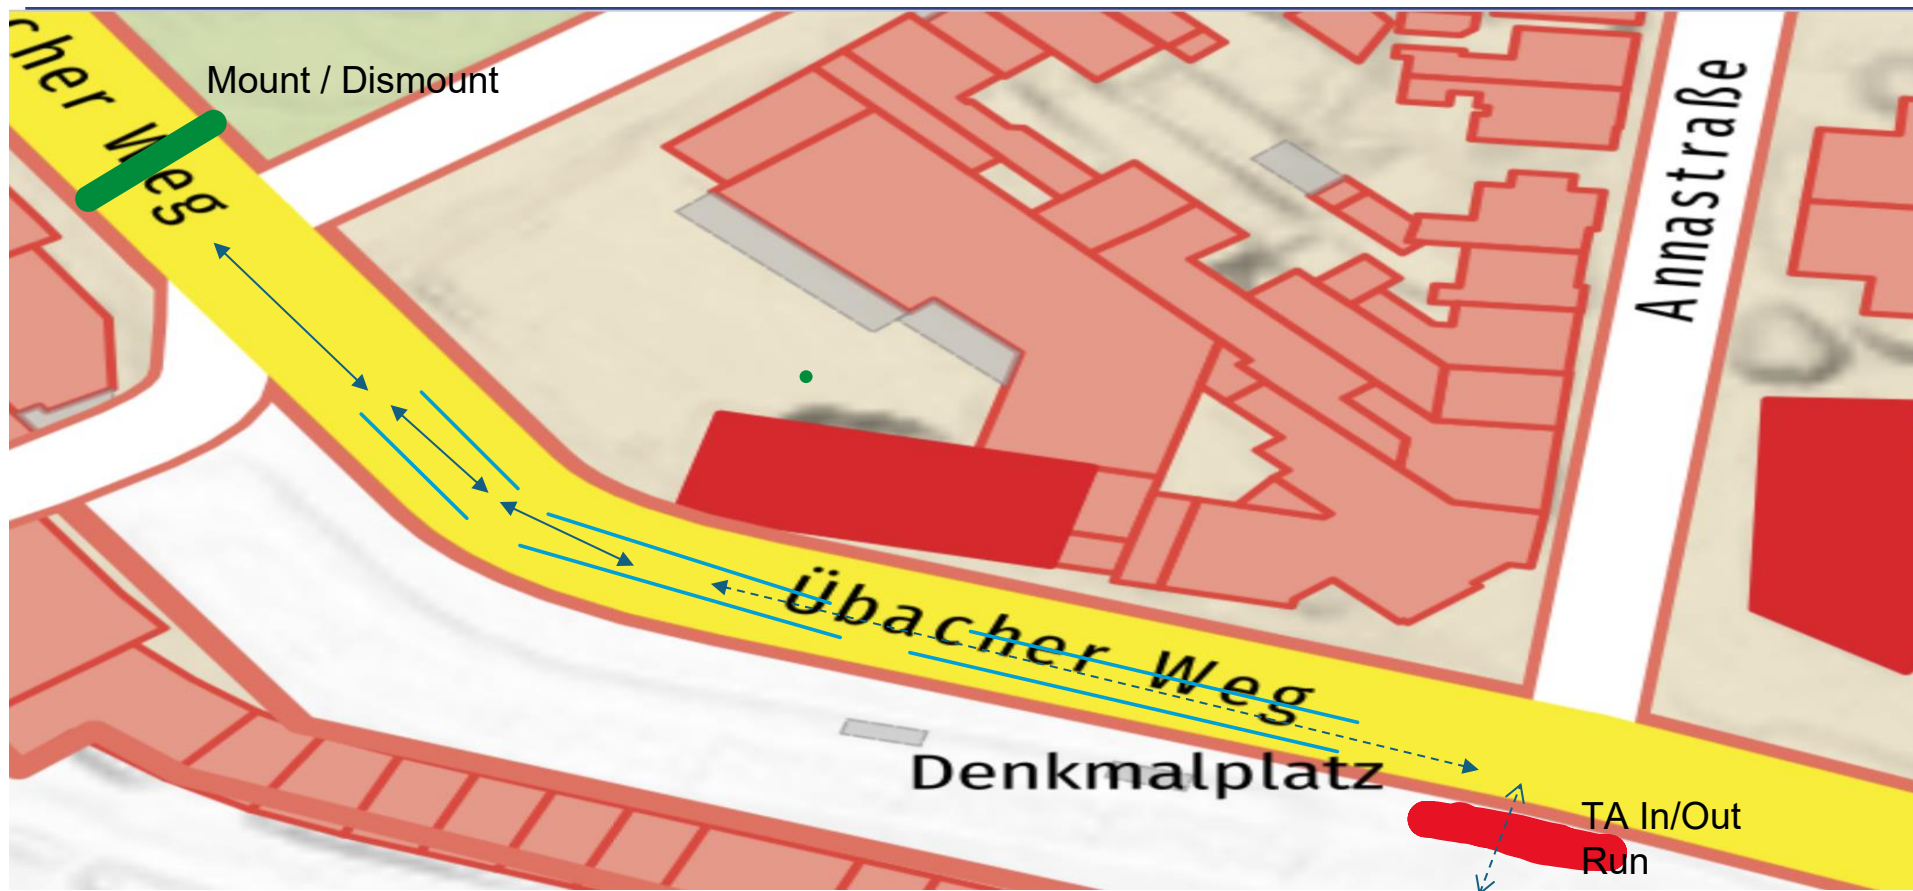 cher Weg
Mount / Dismount
Annastraße
Übacher Weg
Denkmalplatz
TA In/Out
Run